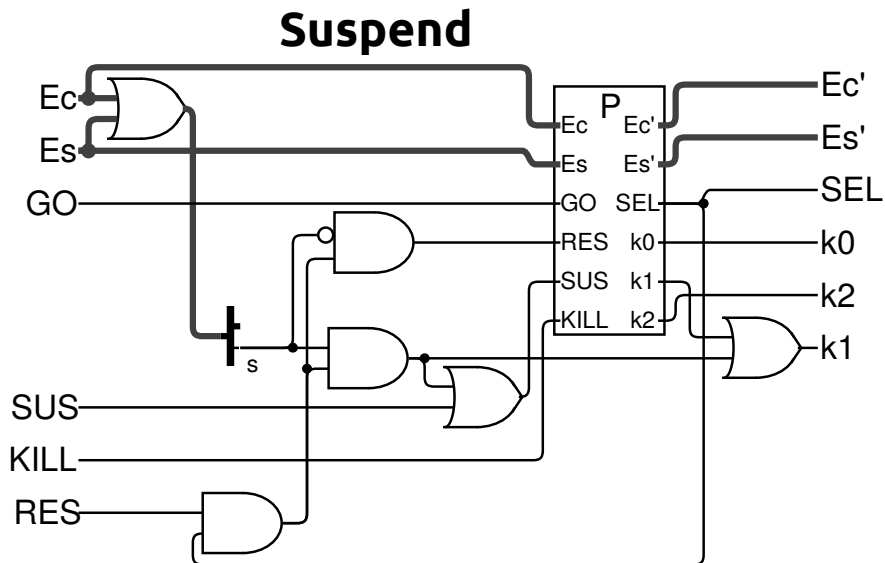 Suspend
Ec
Es
GO
SUS
KILL
RES
s
P
Ec Ec'
Es Es'
GO SEL
RES k0
SUS k1
KILL k2
Ec'
Es'
SEL
k0
k2
k1